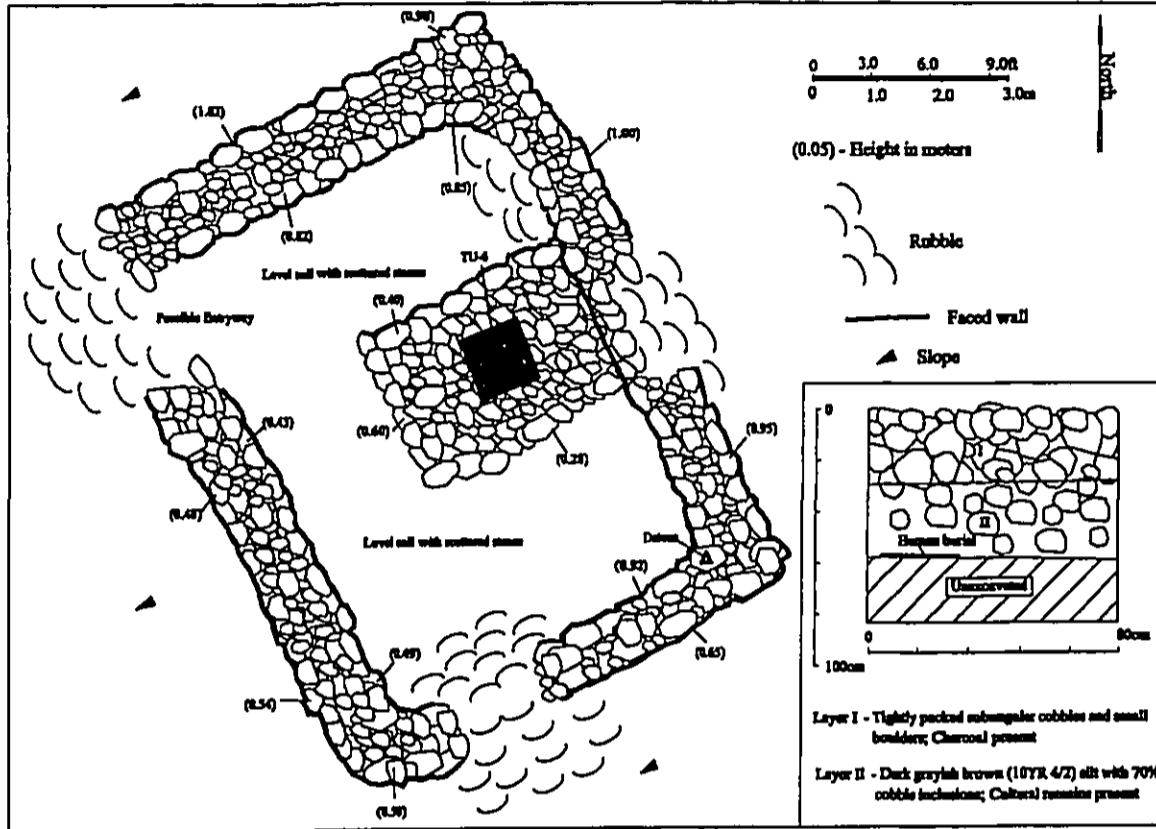 (0.98)
0 3.0 6.0 9.0ft
0 1.0 2.0 3.0m
North
(1.00)
(0.05) - Height in meters
(0.85)
(0.82)
Rubble
TU-6
Level soil with scattered stones
(0.40)
Possible Entryway
Faced wall
Slope
(0.43)
(0.60)
(0.28)
(0.95)
0
I
(0.48)
II
Human burial
Level soil with scattered stones
Datum
(0.92)
Unexcavated
0 80cm
100cm
(0.65)
(0.49)
(0.54)
Layer I - Tightly packed subangular cobbles and small
boulders; Charcoal present
Layer II - Dark grayish brown (10YR 4/2) silt with 70%
cobble inclusions; Cultural remains present